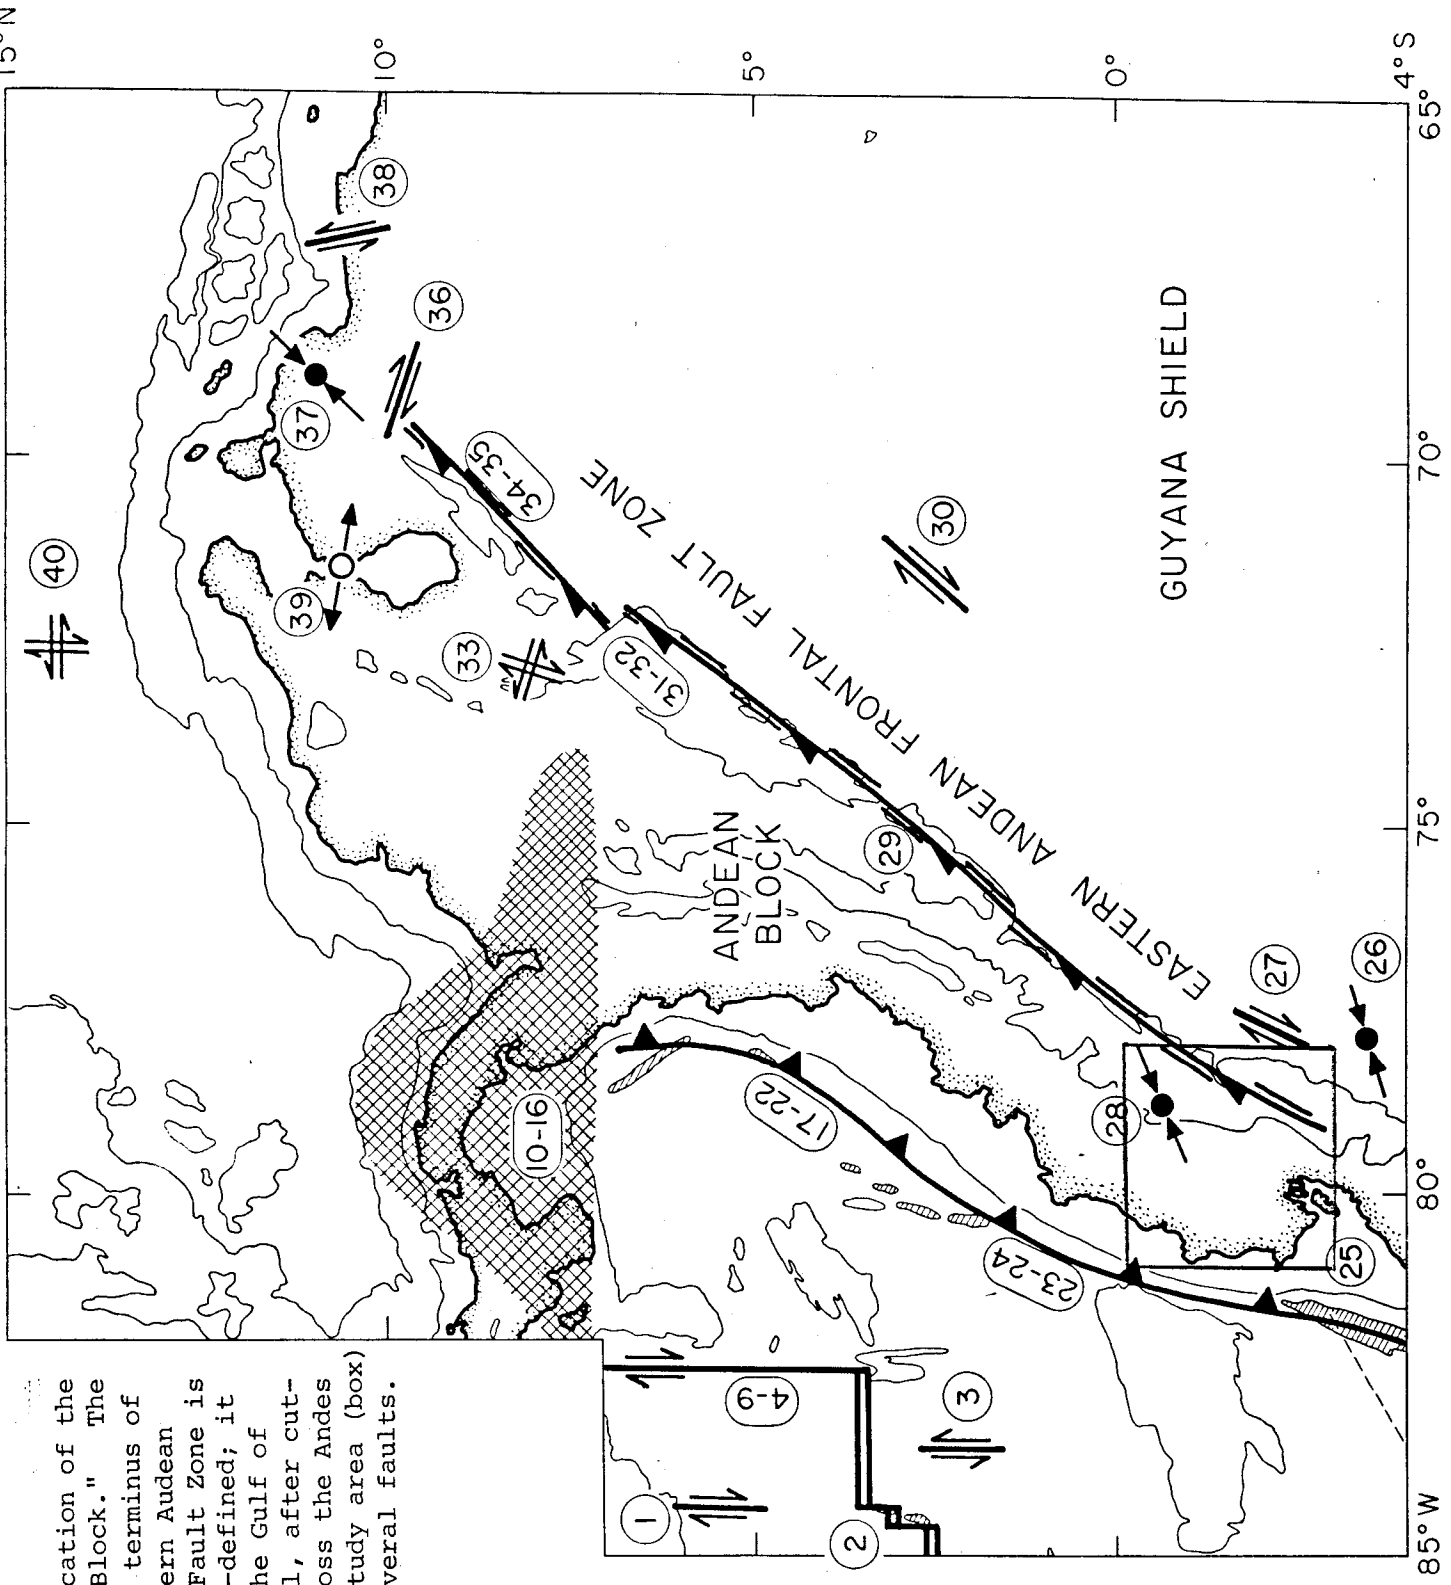 cation of the
Block." The
terminus of
ern Audean
Fault Zone is
-defined; it
he Gulf of
l, after cut-
oss the Andes
tudy area (box)
veral faults.
15°N
10°
5°
0°
4°S
65°
70°
75°
80°
85°W
GUYANA SHIELD
EASTERN ANDEAN FRONTAL FAULT ZONE
ANDEAN
BLOCK
1
2
3
4-9
10-16
17-22
23-24
25
26
27
28
29
30
31-32
33
34-35
36
37
38
39
40